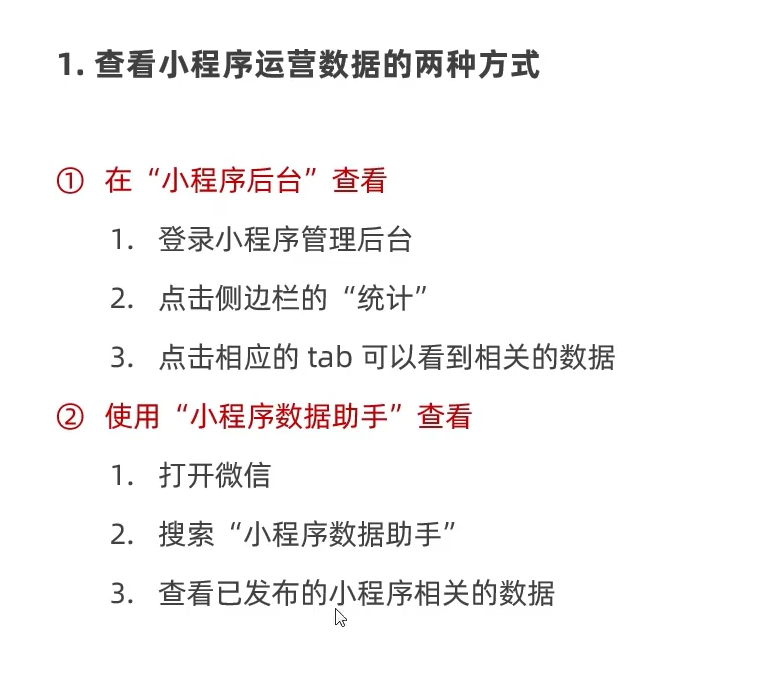 1. 查看小程序运营数据的两种方式
① 在“小程序后台”查看
1. 登录小程序管理后台
2. 点击侧边栏的“统计”
3. 点击相应的 tab 可以看到相关的数据
② 使用“小程序数据助手”查看
1. 打开微信
2. 搜索“小程序数据助手”
3. 查看已发布的小程序相关的数据